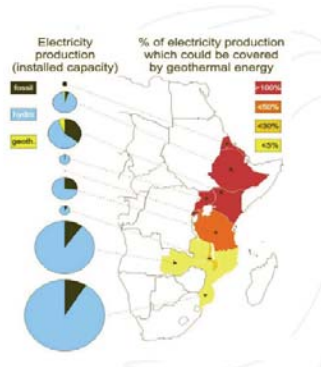 Electricity
production
(installed capacity)
% of electricity production
which could be covered
by geothermal energy
fossil
hydro
geoth.
>100%
<50%
<30%
<5%